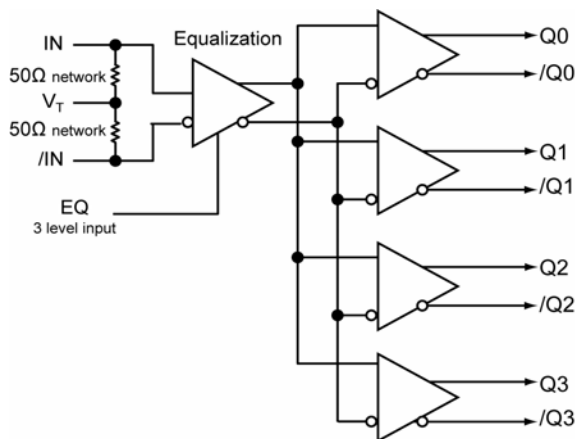 IN
Equalization
50Ω network
VT
50Ω network
/IN
EQ
3 level input
Q0
/Q0
Q1
/Q1
Q2
/Q2
Q3
/Q3